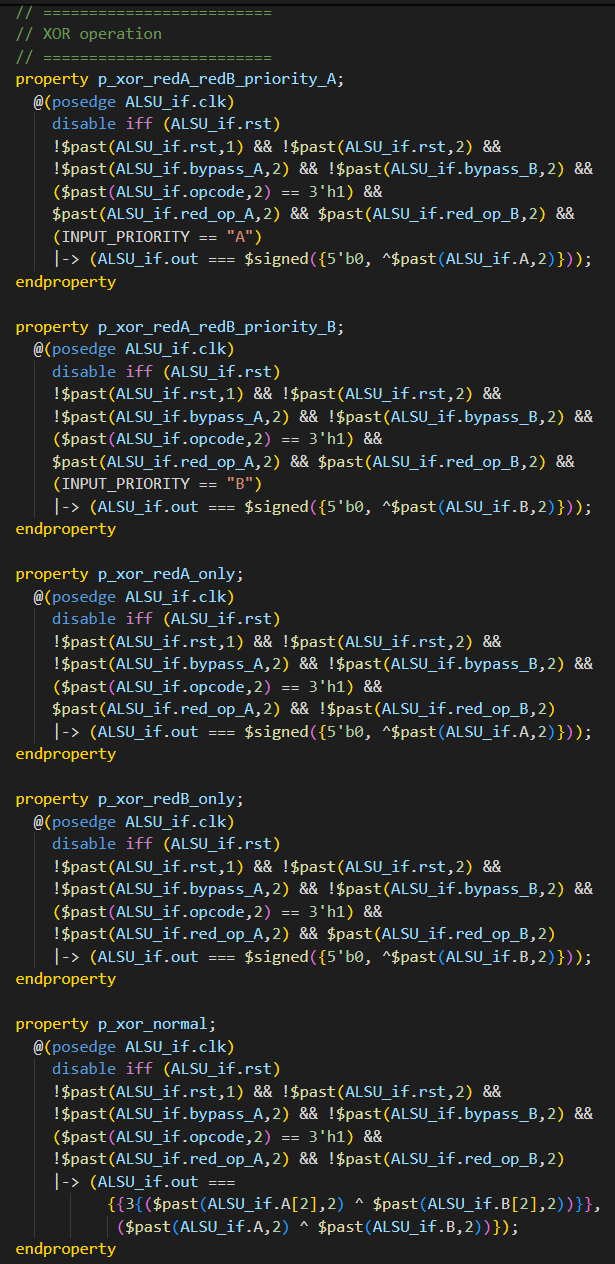 // =========================
// XOR operation
// =========================
property p_xor_redA_redB_priority_A;
  @(posedge ALSU_if.clk)
    disable iff (ALSU_if.rst)
    !$past(ALSU_if.rst,1) && !$past(ALSU_if.rst,2) &&
    !$past(ALSU_if.bypass_A,2) && !$past(ALSU_if.bypass_B,2) &&
    ($past(ALSU_if.opcode,2) == 3'h1) &&
    $past(ALSU_if.red_op_A,2) && $past(ALSU_if.red_op_B,2) &&
    (INPUT_PRIORITY == "A")
    |-> (ALSU_if.out === $signed({5'b0, ^$past(ALSU_if.A,2)}));
endproperty

property p_xor_redA_redB_priority_B;
  @(posedge ALSU_if.clk)
    disable iff (ALSU_if.rst)
    !$past(ALSU_if.rst,1) && !$past(ALSU_if.rst,2) &&
    !$past(ALSU_if.bypass_A,2) && !$past(ALSU_if.bypass_B,2) &&
    ($past(ALSU_if.opcode,2) == 3'h1) &&
    $past(ALSU_if.red_op_A,2) && $past(ALSU_if.red_op_B,2) &&
    (INPUT_PRIORITY == "B")
    |-> (ALSU_if.out === $signed({5'b0, ^$past(ALSU_if.B,2)}));
endproperty

property p_xor_redA_only;
  @(posedge ALSU_if.clk)
    disable iff (ALSU_if.rst)
    !$past(ALSU_if.rst,1) && !$past(ALSU_if.rst,2) &&
    !$past(ALSU_if.bypass_A,2) && !$past(ALSU_if.bypass_B,2) &&
    ($past(ALSU_if.opcode,2) == 3'h1) &&
    $past(ALSU_if.red_op_A,2) && !$past(ALSU_if.red_op_B,2)
    |-> (ALSU_if.out === $signed({5'b0, ^$past(ALSU_if.A,2)}));
endproperty

property p_xor_redB_only;
  @(posedge ALSU_if.clk)
    disable iff (ALSU_if.rst)
    !$past(ALSU_if.rst,1) && !$past(ALSU_if.rst,2) &&
    !$past(ALSU_if.bypass_A,2) && !$past(ALSU_if.bypass_B,2) &&
    ($past(ALSU_if.opcode,2) == 3'h1) &&
    !$past(ALSU_if.red_op_A,2) && $past(ALSU_if.red_op_B,2)
    |-> (ALSU_if.out === $signed({5'b0, ^$past(ALSU_if.B,2)}));
endproperty

property p_xor_normal;
  @(posedge ALSU_if.clk)
    disable iff (ALSU_if.rst)
    !$past(ALSU_if.rst,1) && !$past(ALSU_if.rst,2) &&
    !$past(ALSU_if.bypass_A,2) && !$past(ALSU_if.bypass_B,2) &&
    ($past(ALSU_if.opcode,2) == 3'h1) &&
    !$past(ALSU_if.red_op_A,2) && !$past(ALSU_if.red_op_B,2)
    |-> (ALSU_if.out ===
          {{3{($past(ALSU_if.A[2],2) ^ $past(ALSU_if.B[2],2))}},
           ($past(ALSU_if.A,2) ^ $past(ALSU_if.B,2))});
endproperty